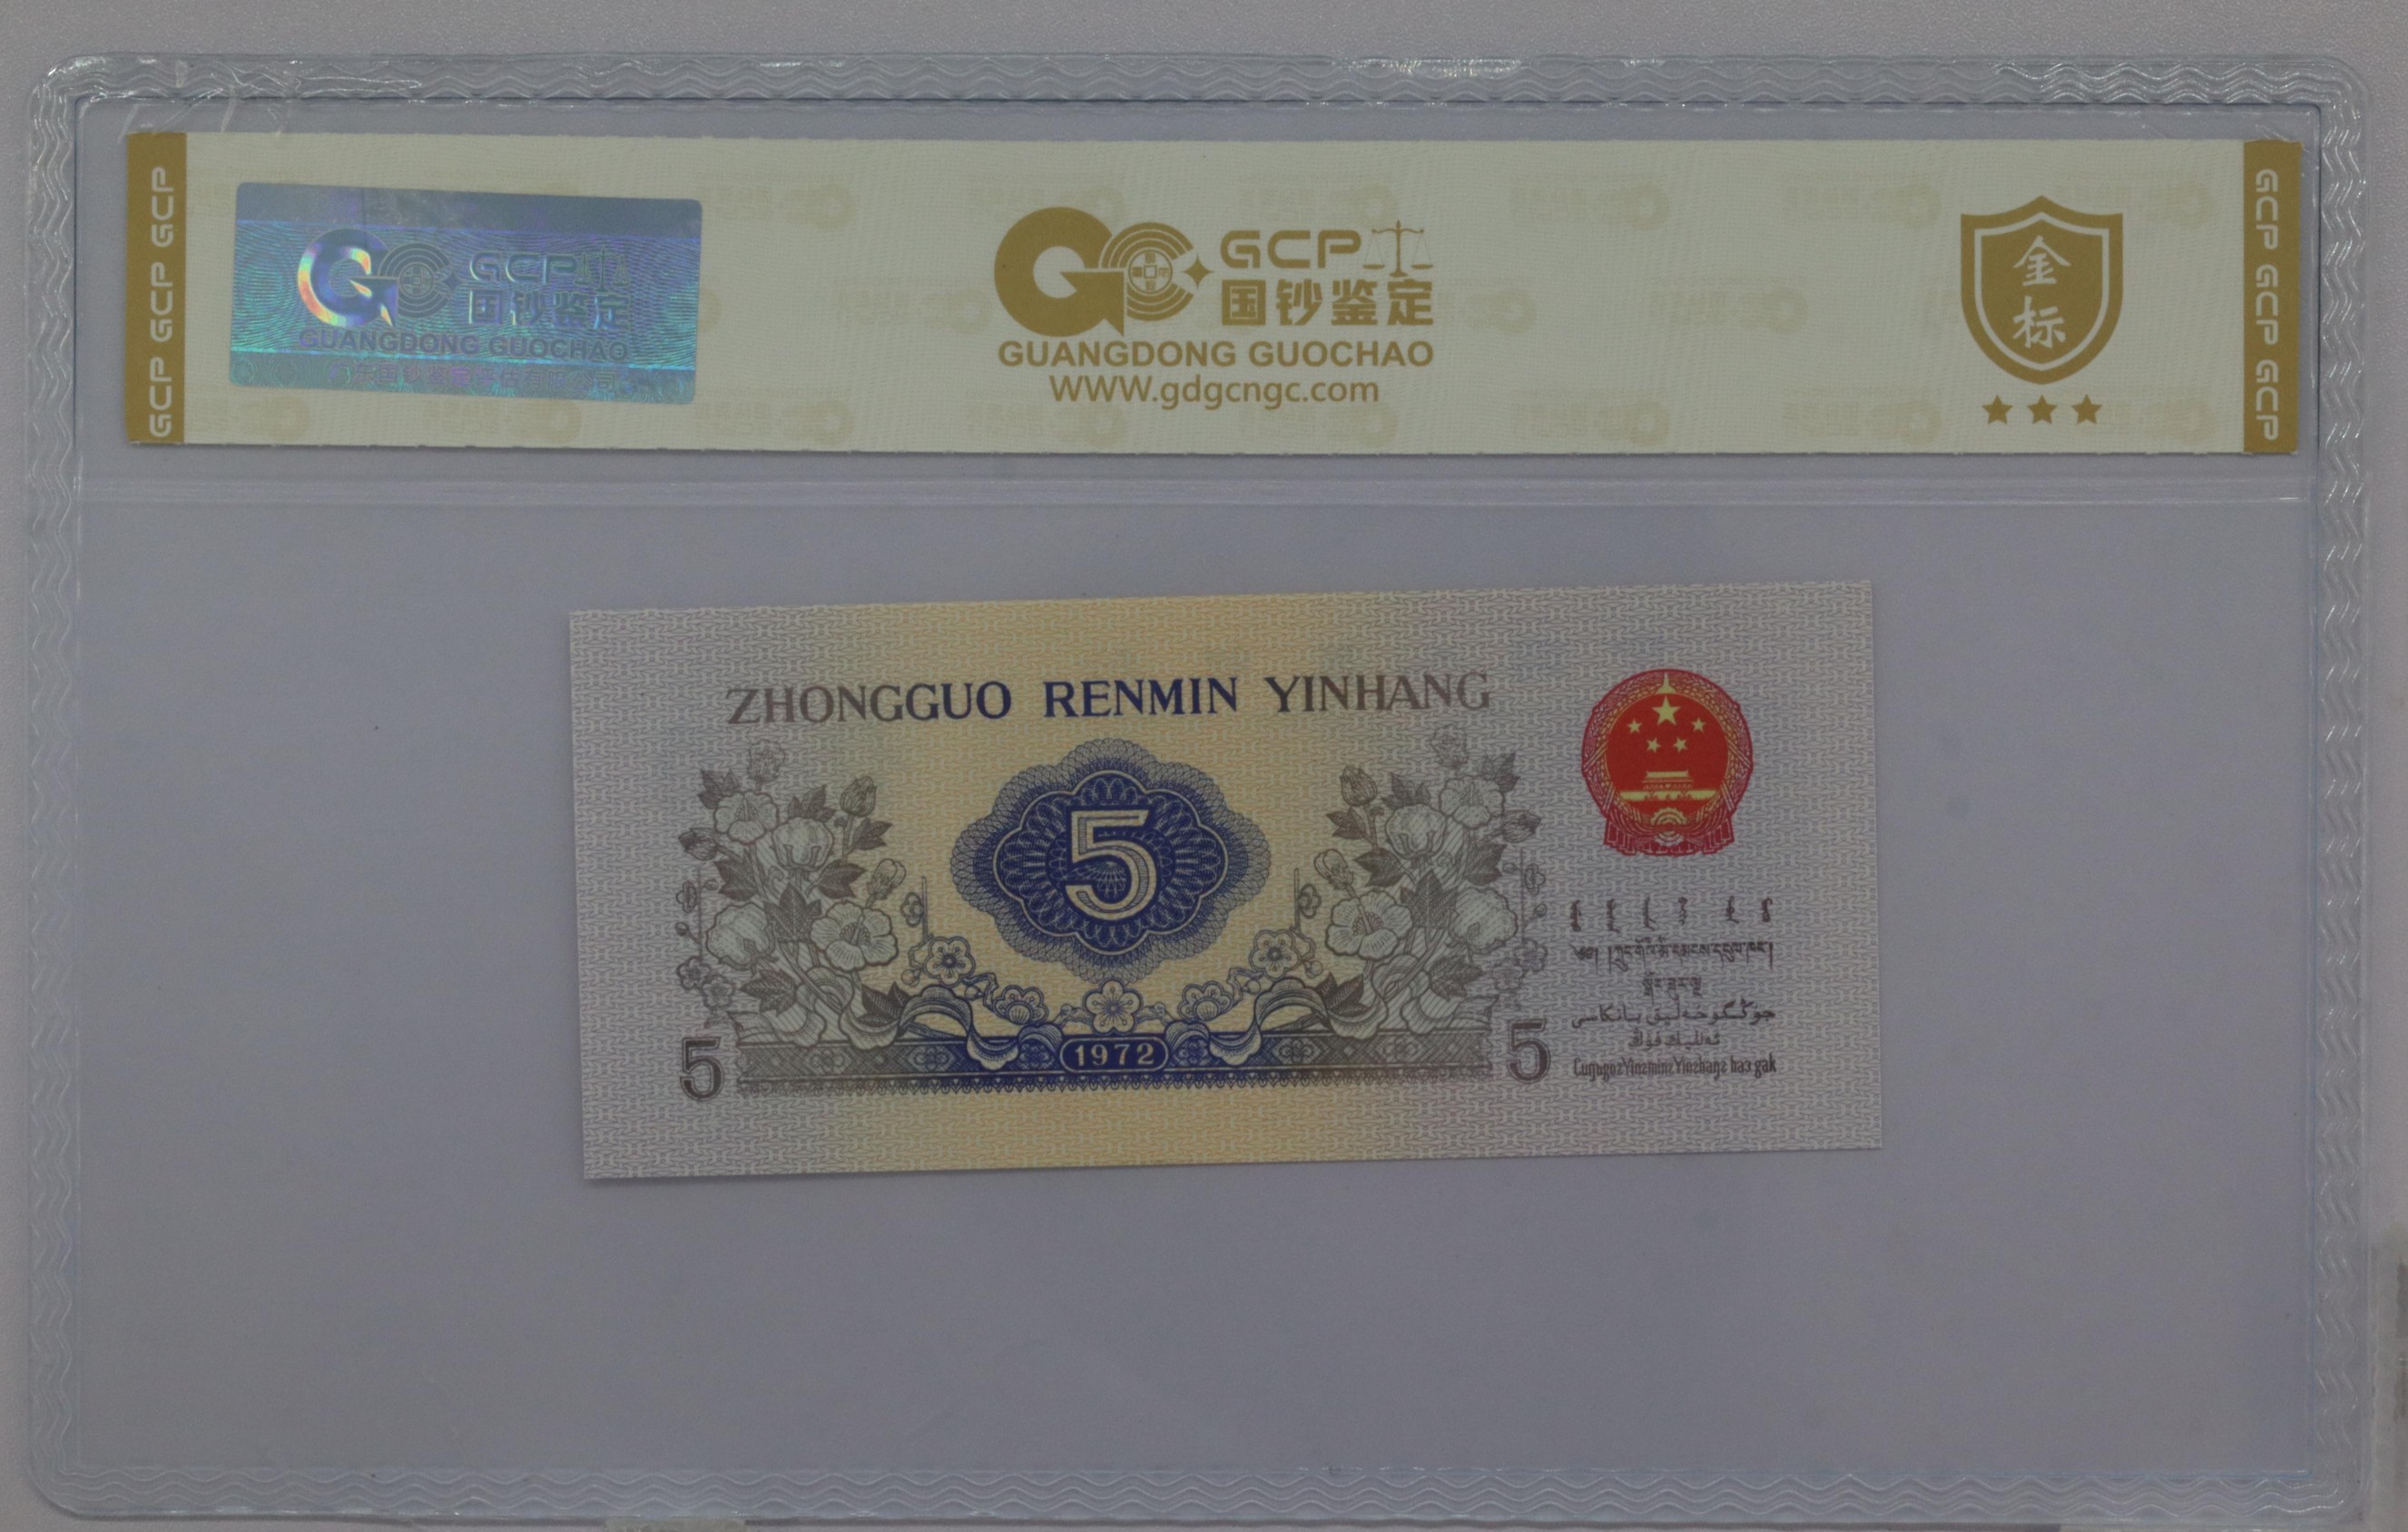 GCP GCP GCP
GCP
国钞鉴定
GUANGDONG GUOCHAO
GCP
国钞鉴定
GUANGDONG GUOCHAO
WWW.gdgcngc.com
金
标
GCP GCP GCP
ZHONGGUO RENMIN YINHANG
5
5
5
1972